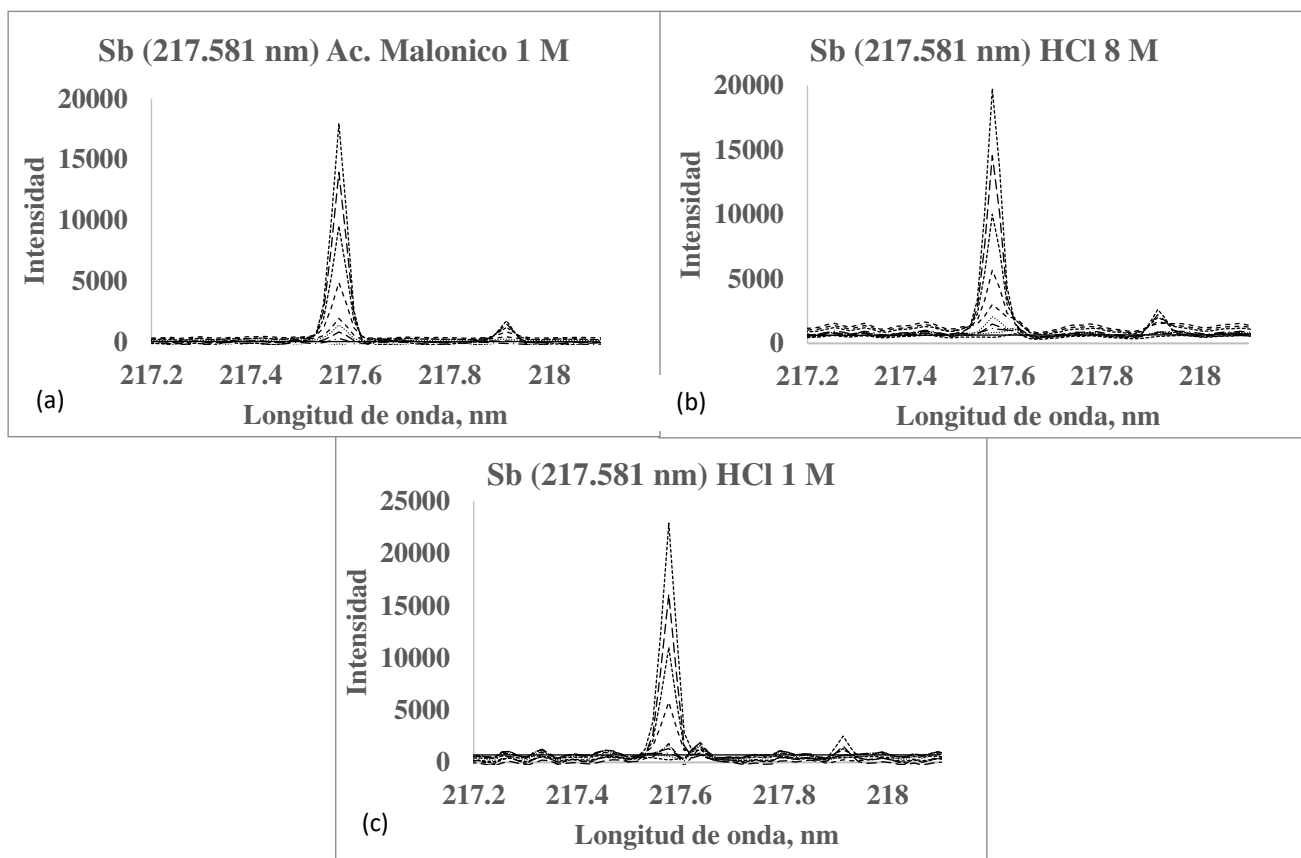 Sb (217.581 nm) Ac. Malonico 1 M
20000
15000
10000
5000
0
Intensidad
217.2 217.4 217.6 217.8 218
Longitud de onda, nm
(a)
Sb (217.581 nm) HCl 8 M
20000
15000
10000
5000
0
Intensidad
217.2 217.4 217.6 217.8 218
Longitud de onda, nm
(b)
Sb (217.581 nm) HCl 1 M
25000
20000
15000
10000
5000
0
Intensidad
217.2 217.4 217.6 217.8 218
Longitud de onda, nm
(c)